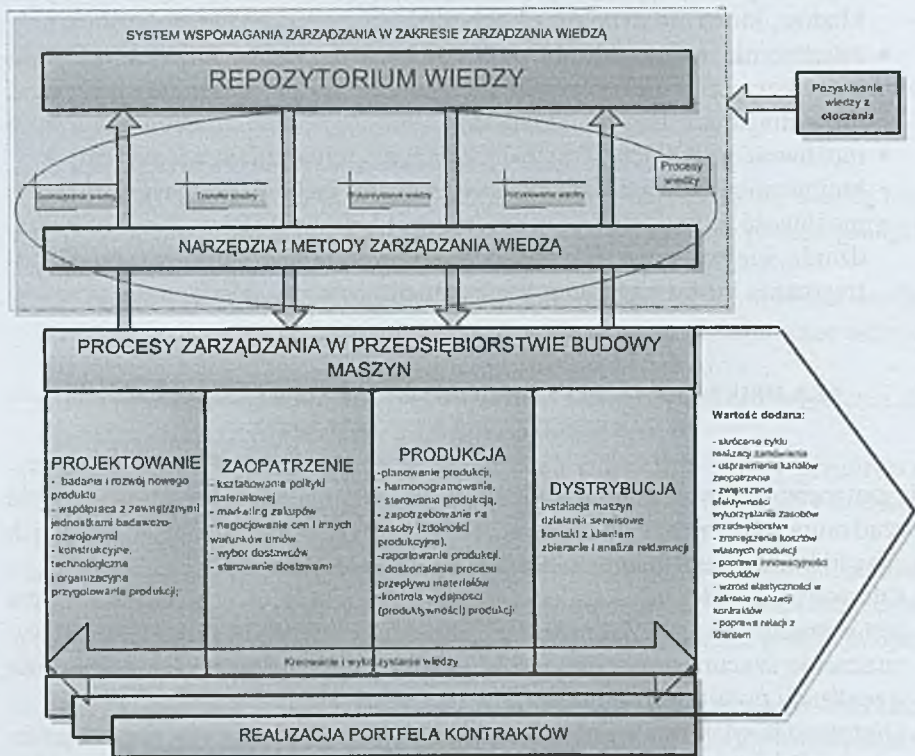 SYSTEM WSPOMAGANIA ZARZĄDZANIA W ZAKRESIE ZARZĄDZANIA WIEDZĄ
REPOZYTORIUM WIEDZY
Pozyskiwanie
wiedzy z
otoczenia
Procesy
wiedzy
NARZĘDZIA I METODY ZARZĄDZANIA WIEDZĄ
PROCESY ZARZĄDZANIA W PRZEDSIĘBIORSTWIE BUDOWY
MASZYN
PROJEKTOWANIE
- badania i rozwój nowego
produktu
- współpraca z zewnętrznymi
jednostkami badawczo-
rozwojowymi
- konstrukcyjne,
technologiczne
i organizacyjne
przygotowanie produkcji;
ZAOPATRZENIE
- kształtowanie polityki
materiałowej
- marketing zakupów
- negocjowanie cen i innych
warunków umów
- wybór dostawców
- sterowanie dostawami
PRODUKCJA
-planowanie produkcji,
- harmonogramowanie,
- sterowanie produkcją,
- zapotrzebowanie na
zasoby (zdolności
produkcyjne),
-raportowanie produkcji,
- doskonalenie procesu
przepływu materiałów
-kontrola wydajności
(produktywności) produkcji
DYSTRYBUCJA
Instalacja maszyn
działania serwisowe
kontakt z klientem
zbieranie i analiza reklamacji
Wartość dodana:
- skrócenie cyklu
realizacji zamówienia
- usprawnienie kanałów
zaopatrzenia
- zwiększenie
efektywności
wykorzystania zasobów
przedsiębiorstwa
- zmniejszenie kosztów
własnych produkcji
- poprawa innowacyjności
produktów
- wzrost elastyczności w
zakresie realizacji
kontraktów
- poprawa relacji z
klientem
Kreowanie i wykorzystanie wiedzy
REALIZACJA PORTFELA KONTRAKTÓW